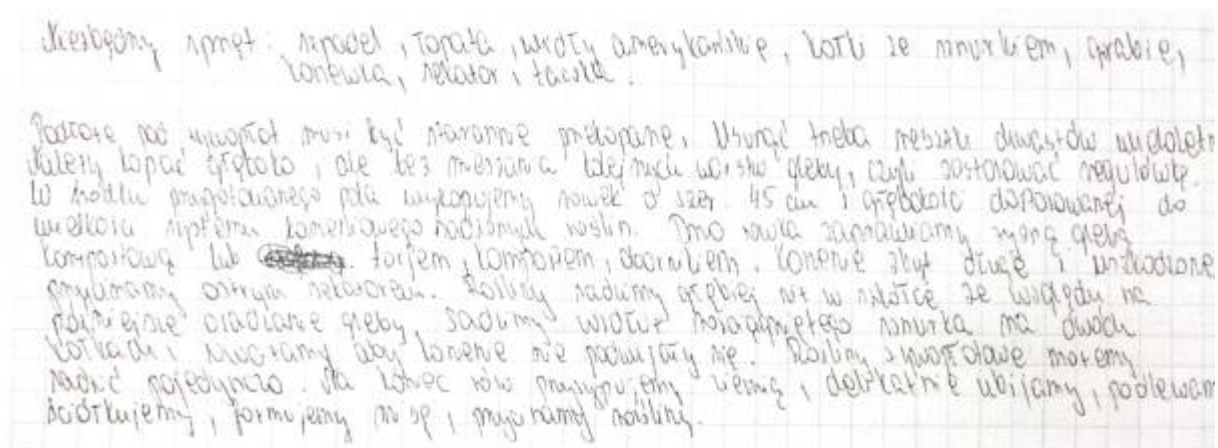 Niezbędny sprzęt: szpadel, łopata, widły amerykańskie, kołki ze sznurkiem, grabie,
konewka, sekator, taczka.
Podłoże pod żywopłot musi być starannie przekopane. Usunąć trzeba resztki chwastów wieloletn
Należy kopać głęboko, ale bez mieszania kolejnych warstw gleby, czyli zastosować regulówkę.
W środku przygotowanego pola wykopujemy rowek o szer. 45 cm i głębokości dopasowanej do
wielkości systemu korzeniowego sadzonych roślin. Dno rowka zaprawiamy żyzną glebą
kompostową lub torfem, kompostem, obornikiem. Korzenie zbyt długie i uszkodzone
przycinamy ostrym sekatorem. Rośliny sadzimy głębiej niż w szkółce ze względu na
późniejsze osiadanie gleby, sadzimy wzdłuż rozciągniętego sznurka na dwóch
kołkach i uważamy aby korzenie nie podwijały się. Rośliny żywopłotowe możemy
sadzić pojedynczo. Na koniec rów przysypujemy ziemią, delikatnie ubijamy, podlewam
ściółkujemy, formujemy misę, przycinamy rośliny.